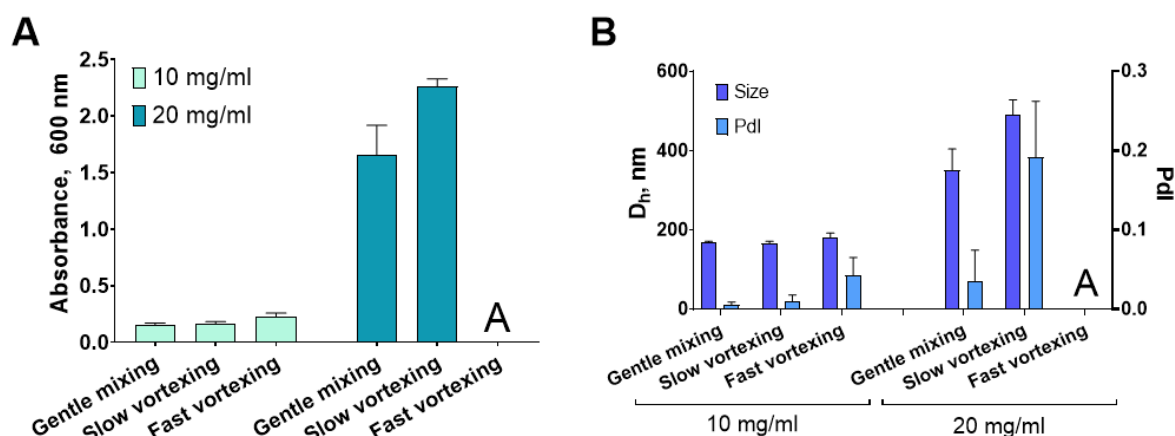 A
Absorbance, 600 nm
2.5
2.0
1.5
1.0
0.5
0.0
10 mg/ml
20 mg/ml
A
Gentle mixing
Slow vortexing
Fast vortexing
Gentle mixing
Slow vortexing
Fast vortexing
B
Dₕ, nm
600
400
200
0
Size
PdI
A
0.3
0.2
0.1
0.0
PdI
Gentle mixing
Slow vortexing
Fast vortexing
Gentle mixing
Slow vortexing
Fast vortexing
10 mg/ml
20 mg/ml